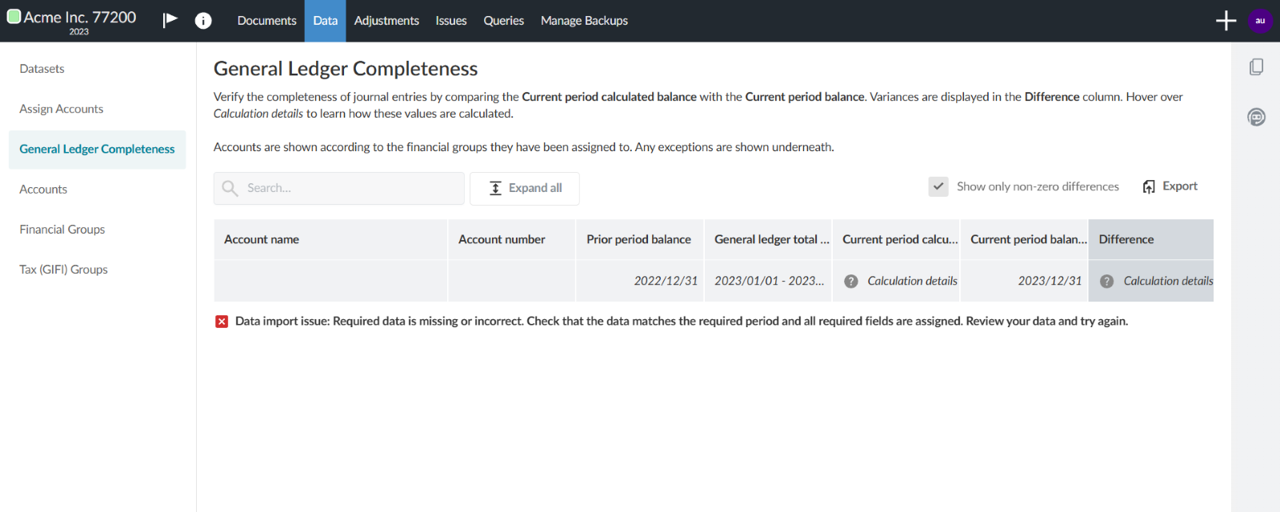 Acme Inc. 77200
2023
i
Documents Data Adjustments Issues Queries Manage Backups
au
Datasets
Assign Accounts
General Ledger Completeness
Accounts
Financial Groups
Tax (GIFI) Groups
General Ledger Completeness
Verify the completeness of journal entries by comparing the Current period calculated balance with the Current period balance. Variances are displayed in the Difference column. Hover over
Calculation details to learn how these values are calculated.
Accounts are shown according to the financial groups they have been assigned to. Any exceptions are shown underneath.
Search... Expand all Show only non-zero differences Export
Account name Account number Prior period balance General ledger total ... Current period calcu... Current period balan... Difference
2022/12/31 2023/01/01 - 2023... ? Calculation details 2023/12/31 ? Calculation details
Data import issue: Required data is missing or incorrect. Check that the data matches the required period and all required fields are assigned. Review your data and try again.